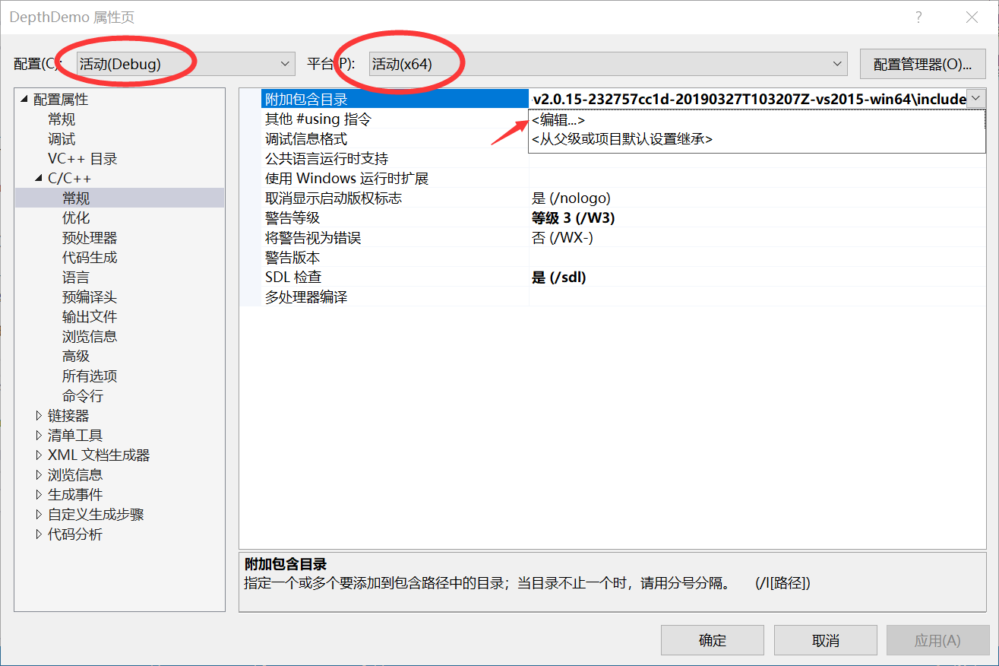 DepthDemo 属性页
配置(C):
活动(Debug)
平台(P):
活动(x64)
配置管理器(O)...
配置属性
常规
调试
VC++ 目录
C/C++
常规
优化
预处理器
代码生成
语言
预编译头
输出文件
浏览信息
高级
所有选项
命令行
链接器
清单工具
XML 文档生成器
浏览信息
生成事件
自定义生成步骤
代码分析
附加包含目录 v2.0.15-232757cc1d-20190327T103207Z-vs2015-win64\include
<编辑...>
<从父级或项目默认设置继承>
其他 #using 指令
调试信息格式
公共语言运行时支持
使用 Windows 运行时扩展
取消显示启动版权标志 是 (/nologo)
警告等级 等级 3 (/W3)
将警告视为错误 否 (/WX-)
警告版本
SDL 检查 是 (/sdl)
多处理器编译
附加包含目录
指定一个或多个要添加到包含路径中的目录；当目录不止一个时，请用分号分隔。 (/I[路径])
确定
取消
应用(A)